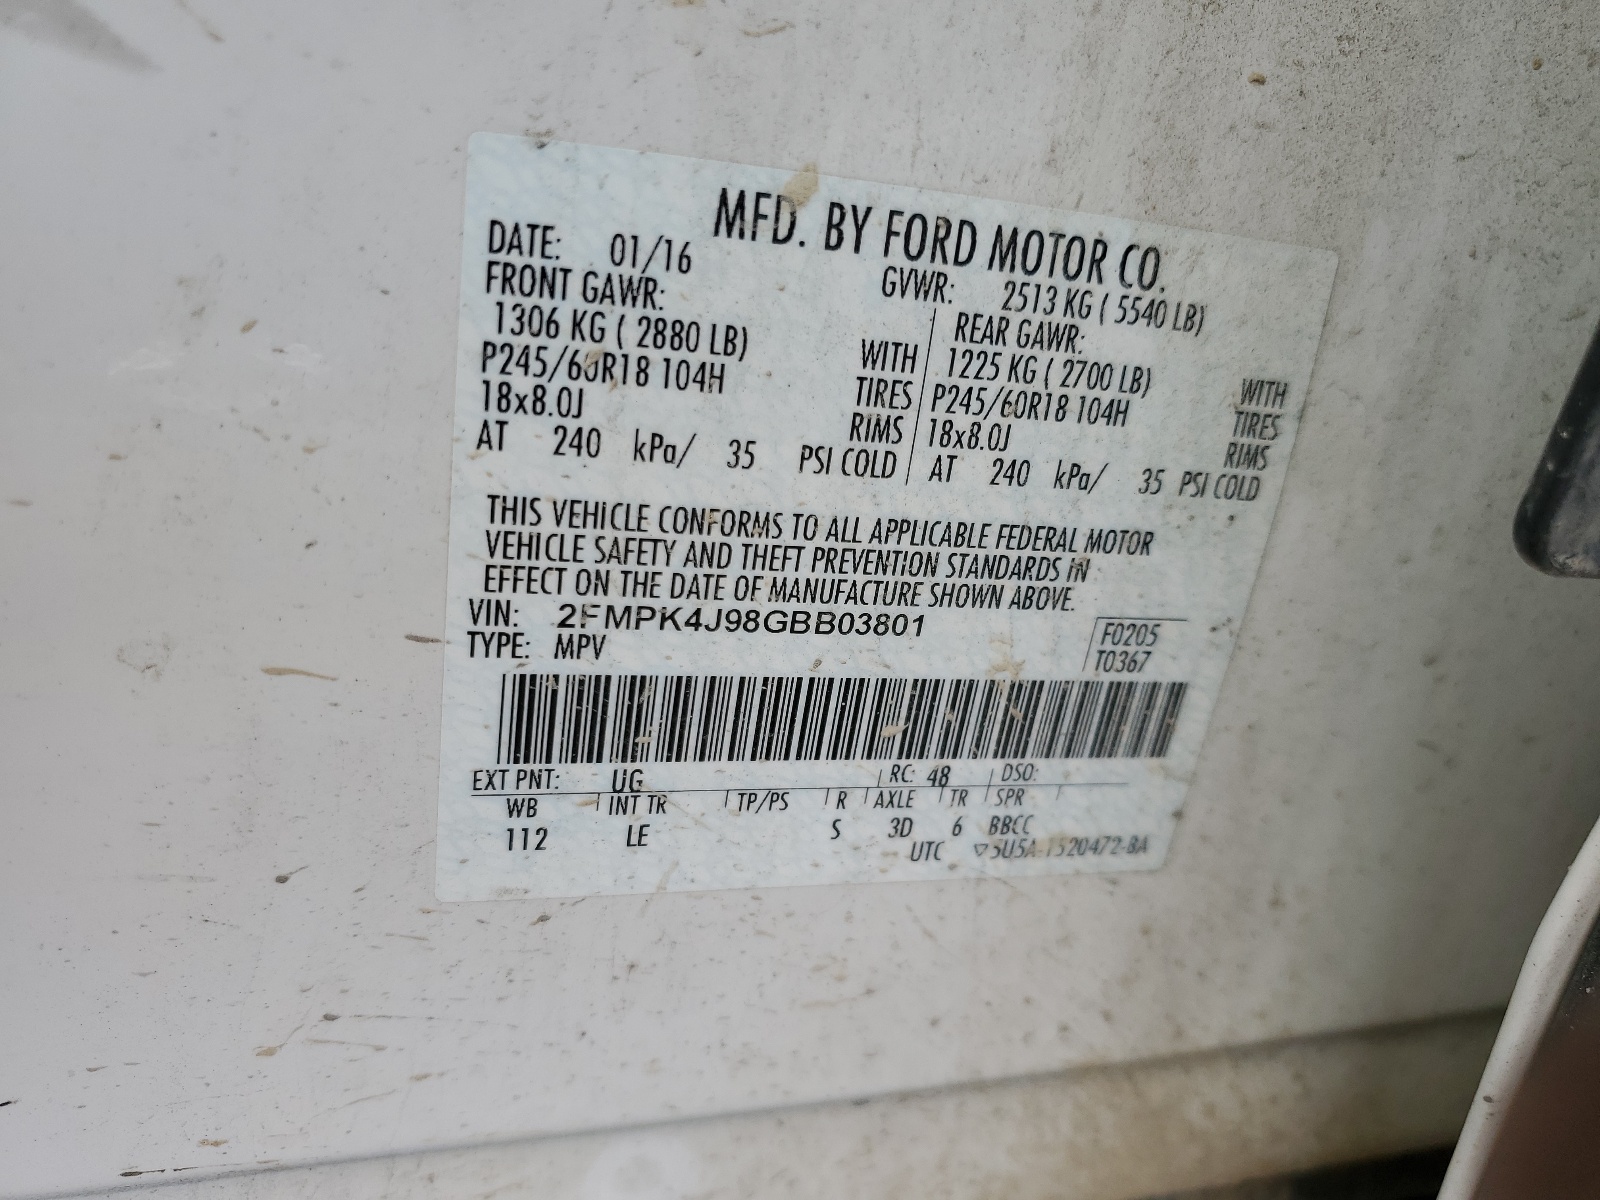 MFD. BY FORD MOTOR CO.
DATE: 01/16 GVWR: 2513 KG ( 5540 LB)
FRONT GAWR: REAR GAWR:
1306 KG ( 2880 LB) WITH 1225 KG ( 2700 LB) WITH
P245/60R18 104H TIRES P245/60R18 104H TIRES
18x8.0J RIMS 18x8.0J RIMS
AT 240 kPa/ 35 PSI COLD AT 240 kPa/ 35 PSI COLD
THIS VEHICLE CONFORMS TO ALL APPLICABLE FEDERAL MOTOR
VEHICLE SAFETY AND THEFT PREVENTION STANDARDS IN
EFFECT ON THE DATE OF MANUFACTURE SHOWN ABOVE.
VIN: 2FMPK4J98GBB03801 F0205
TYPE: MPV T0367
EXT PNT: UG RC: 48 DSO:
WB INT TR TP/PS R AXLE TR SPR
112 LE S 3D 6 BBCC
UTC